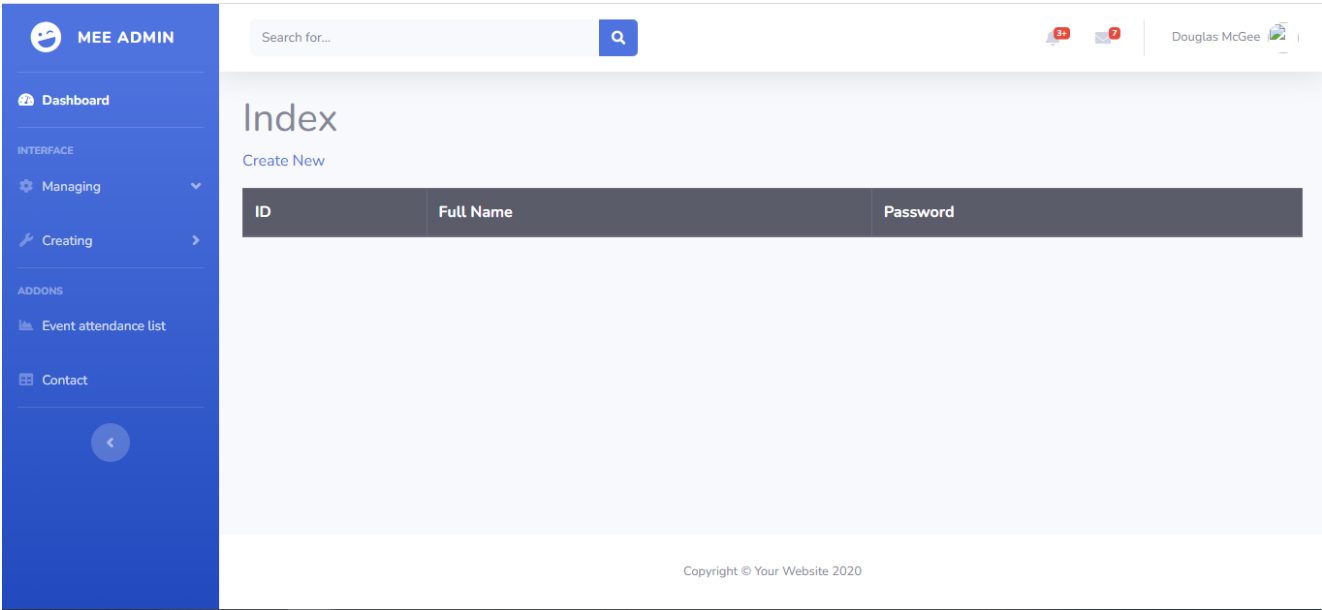 MEE ADMIN
Search for...
3+
7
Douglas McGee
Dashboard
INTERFACE
Managing
Creating
ADDONS
Event attendance list
Contact
Index
Create New
ID Full Name Password
Copyright © Your Website 2020